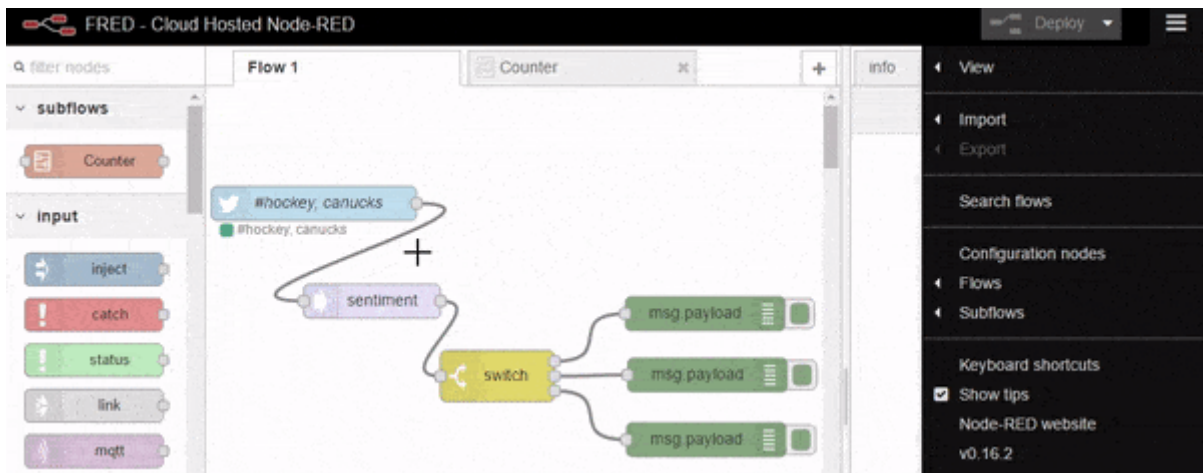 FRED - Cloud Hosted Node-RED
Deploy
filter nodes
Flow 1
Counter
info
subflows
Counter
input
inject
catch
status
link
mqtt
#hockey, canucks
#hockey, canucks
sentiment
switch
msg.payload
msg.payload
msg.payload
View
Import
Export
Search flows
Configuration nodes
Flows
Subflows
Keyboard shortcuts
Show tips
Node-RED website
v0.16.2